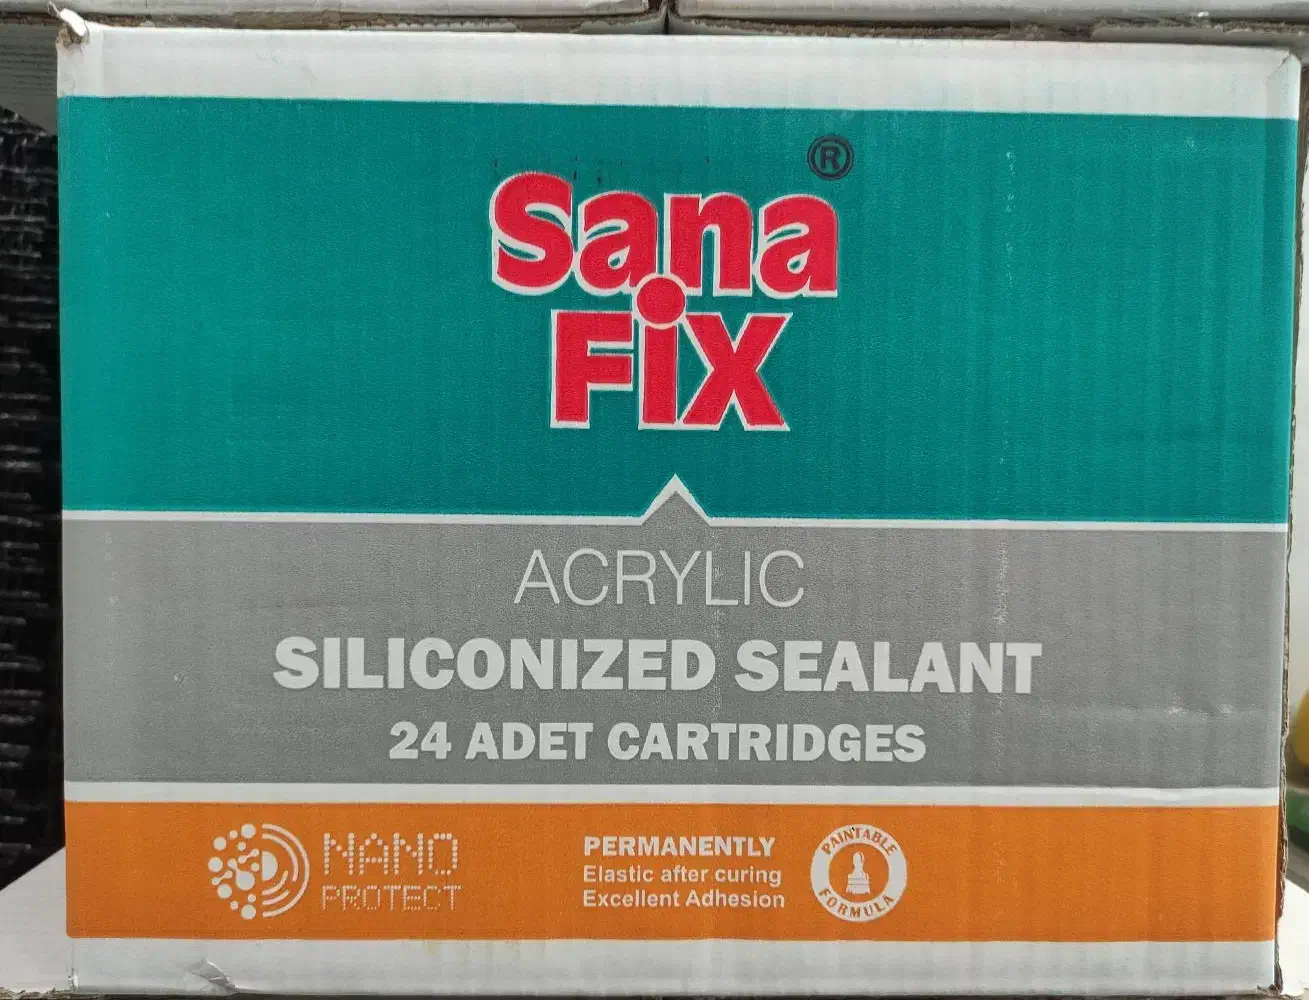 Sana
®
FiX
ACRYLIC
SILICONIZED SEALANT
24 ADET CARTRIDGES
NANO
PROTECT
PERMANENTLY
Elastic after curing
Excellent Adhesion
PAINTABLE
FORMULA